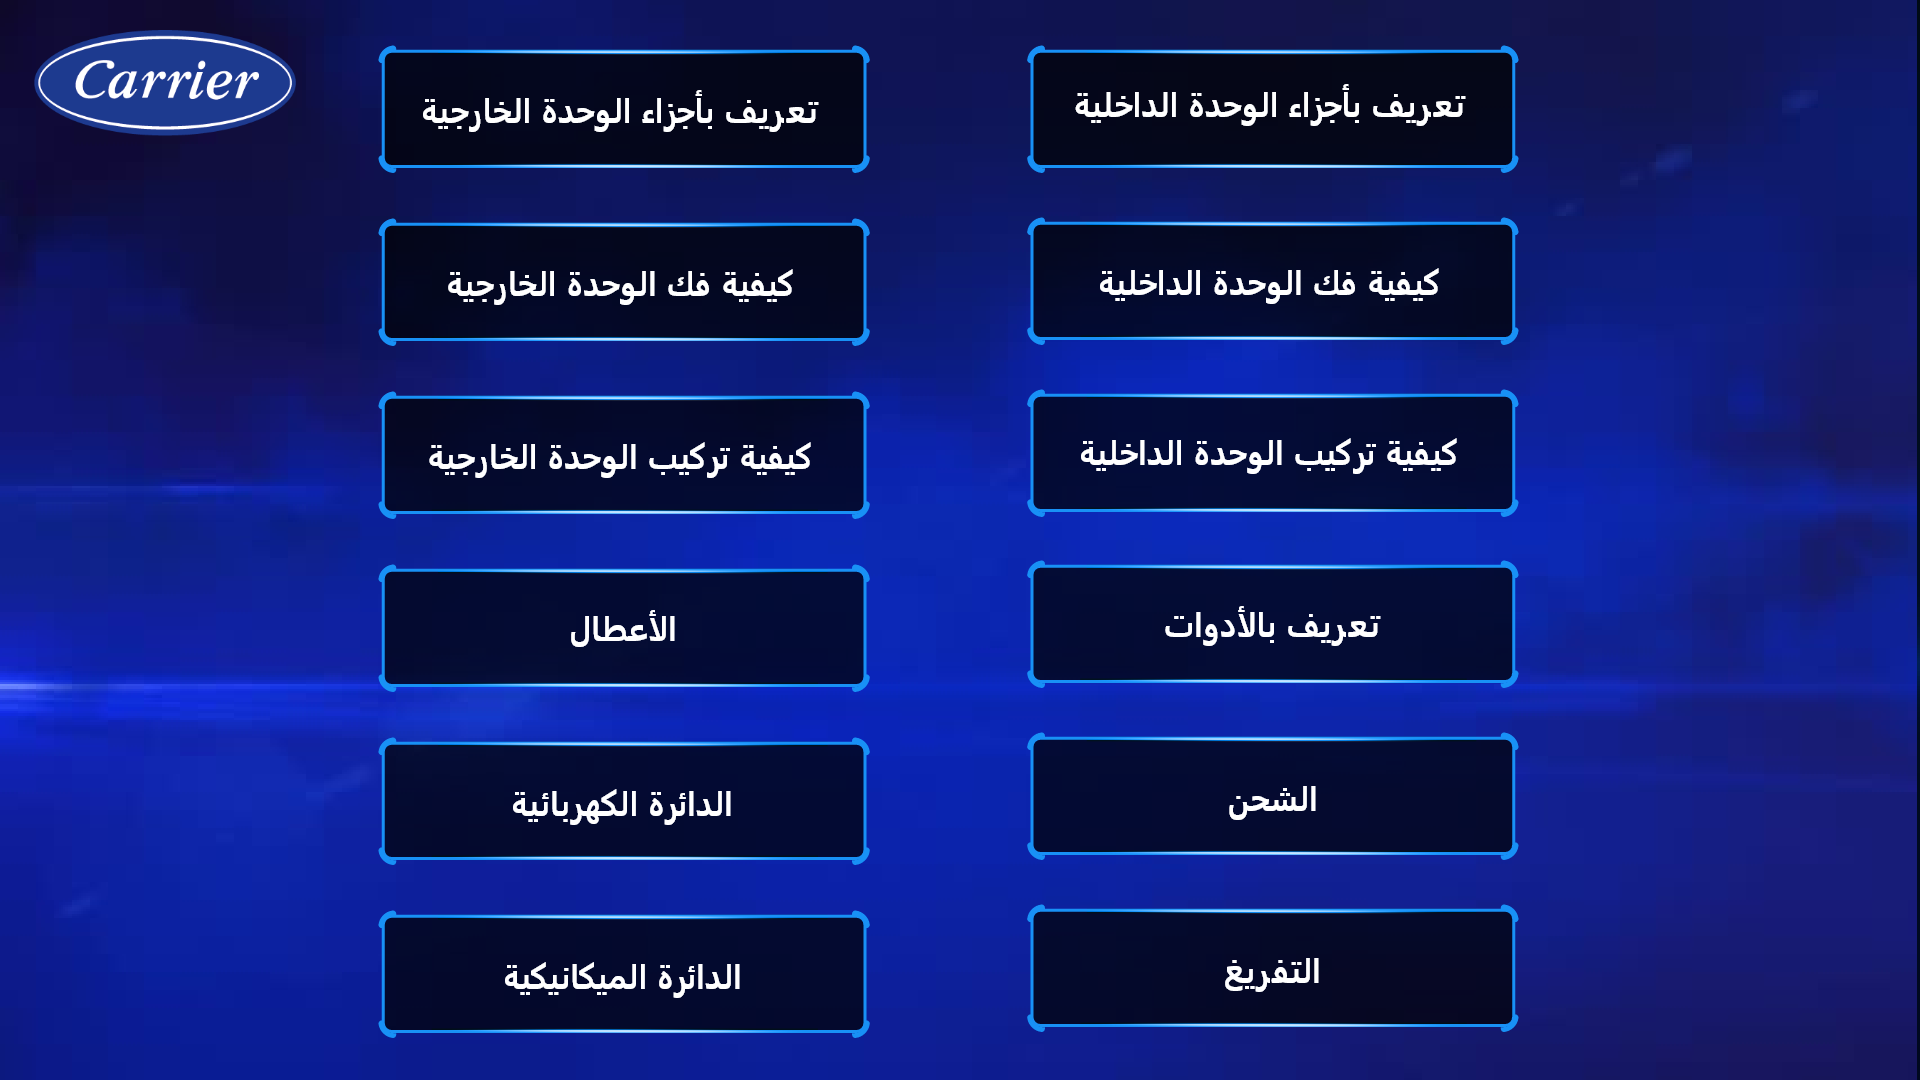 Carrier
تعريف بأجزاء الوحدة الداخلية
تعريف بأجزاء الوحدة الخارجية
كيفية فك الوحدة الداخلية
كيفية فك الوحدة الخارجية
كيفية تركيب الوحدة الداخلية
كيفية تركيب الوحدة الخارجية
تعريف بالأدوات
الأعطال
الشحن
الدائرة الكهربائية
التفريغ
الدائرة الميكانيكية